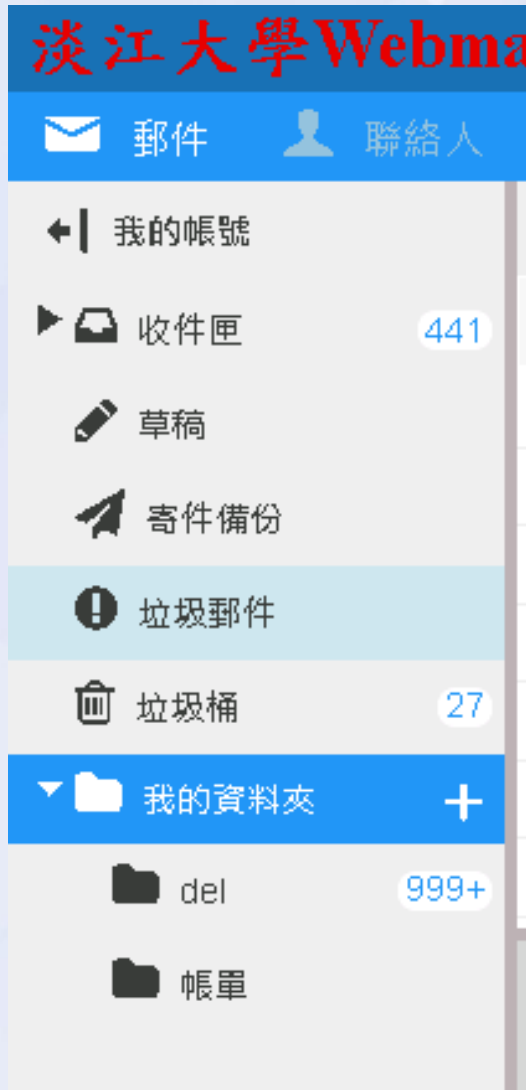 淡江大學Webma
郵件 聯絡人
我的帳號
收件匣 441
草稿
寄件備份
垃圾郵件
垃圾桶 27
我的資料夾 +
del 999+
帳單